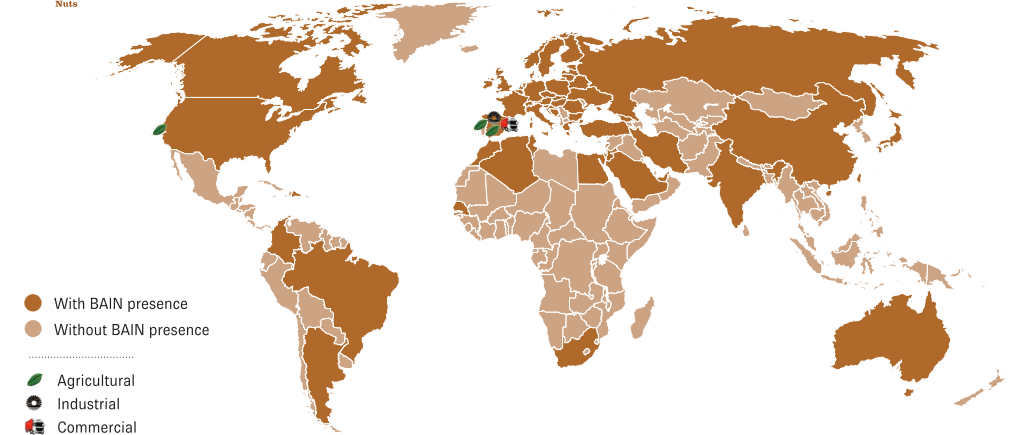 Nuts
With BAIN presence
Without BAIN presence
Agricultural
Industrial
Commercial